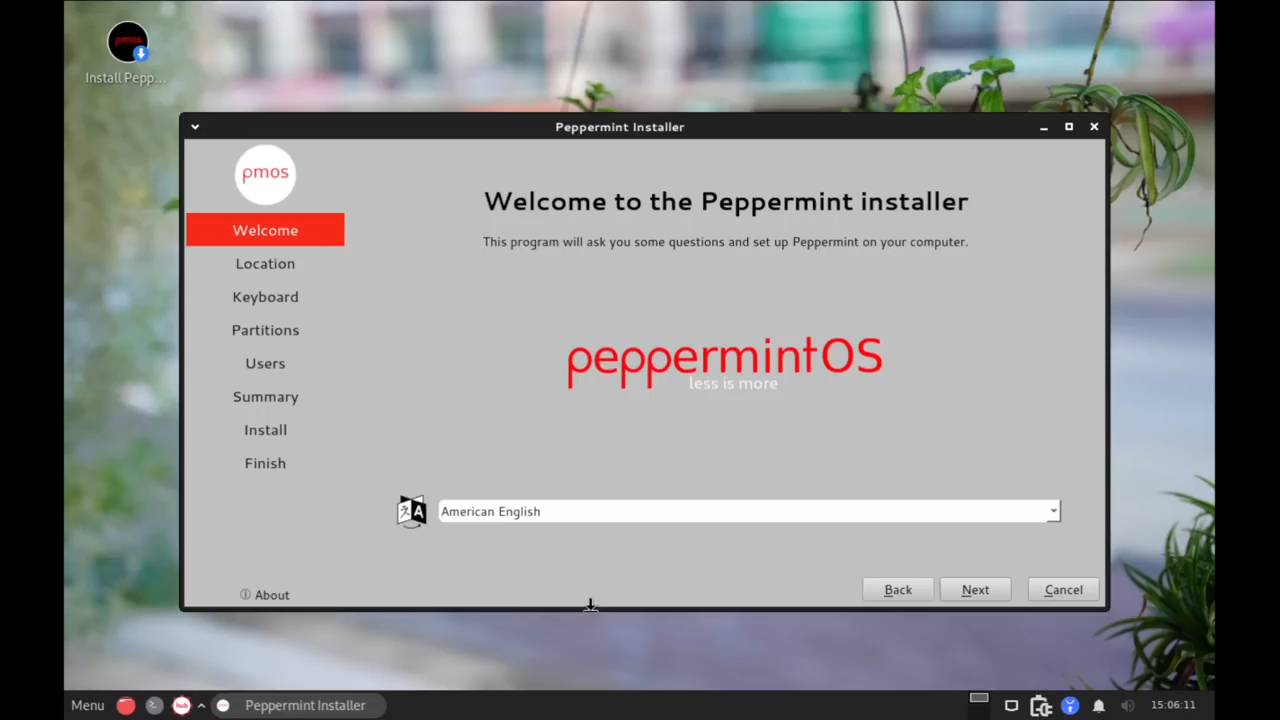 pmos
Install Pepp...
Peppermint Installer
pmos
Welcome
Location
Keyboard
Partitions
Users
Summary
Install
Finish
About
Welcome to the Peppermint installer
This program will ask you some questions and set up Peppermint on your computer.
peppermintOS
less is more
A
American English
Back
Next
Cancel
Menu
hub
Peppermint Installer
15:06:11